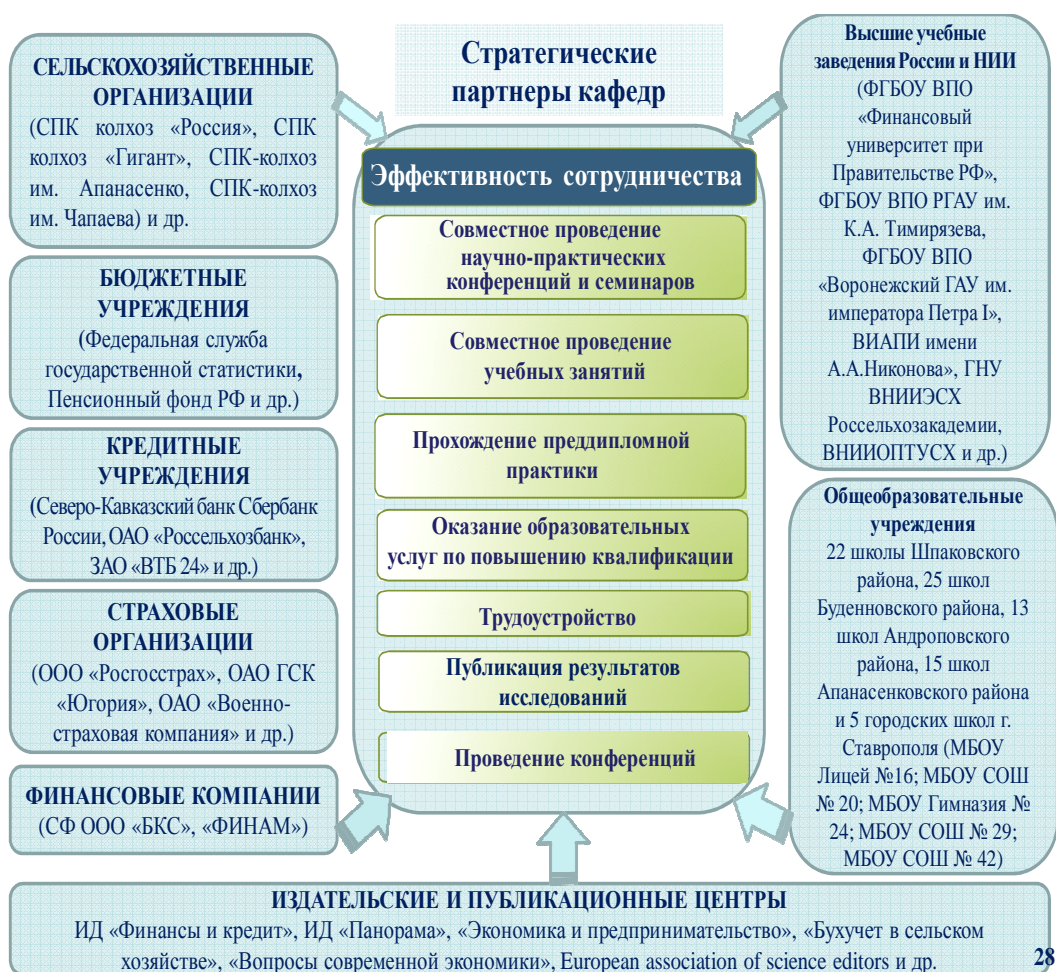 Стратегические
партнеры кафедр
СЕЛЬСКОХОЗЯЙСТВЕННЫЕ
ОРГАНИЗАЦИИ
(СПК колхоз «Россия», СПК
колхоз «Гигант», СПК-колхоз
им. Апанасенко, СПК-колхоз
им. Чапаева) и др.
БЮДЖЕТНЫЕ
УЧРЕЖДЕНИЯ
(Федеральная служба
государственной статистики,
Пенсионный фонд РФ и др.)
КРЕДИТНЫЕ
УЧРЕЖДЕНИЯ
(Северо-Кавказский банк Сбербанк
России, ОАО «Россельхозбанк»,
ЗАО «ВТБ 24» и др.)
СТРАХОВЫЕ
ОРГАНИЗАЦИИ
(ООО «Росгосстрах», ОАО ГСК
«Югория», ОАО «Военно-
страховая компания» и др.)
ФИНАНСОВЫЕ КОМПАНИИ
(СФ ООО «БКС», «ФИНАМ»)
Эффективность сотрудничества
Совместное проведение
научно-практических
конференций и семинаров
Совместное проведение
учебных занятий
Прохождение преддипломной
практики
Оказание образовательных
услуг по повышению квалификации
Трудоустройство
Публикация результатов
исследований
Проведение конференций
Высшие учебные
заведения России и НИИ
(ФГБОУ ВПО
«Финансовый
университет при
Правительстве РФ»,
ФГБОУ ВПО РГАУ им.
К.А. Тимирязева,
ФГБОУ ВПО
«Воронежский ГАУ им.
императора Петра I»,
ВИАПИ имени
А.А.Никонова», ГНУ
ВНИИЭСХ
Россельхозакадемии,
ВНИИОПТУСХ и др.)
Общеобразовательные
учреждения
22 школы Шпаковского
района, 25 школ
Буденновского района, 13
школ Андроповского
района, 15 школ
Апанасенковского района
и 5 городских школ г.
Ставрополя (МБОУ
Лицей №16; МБОУ СОШ
№ 20; МБОУ Гимназия №
24; МБОУ СОШ № 29;
МБОУ СОШ № 42)
ИЗДАТЕЛЬСКИЕ И ПУБЛИКАЦИОННЫЕ ЦЕНТРЫ
ИД «Финансы и кредит», ИД «Панорама», «Экономика и предпринимательство», «Бухучет в сельском
хозяйстве», «Вопросы современной экономики», European association of science editors и др.
28